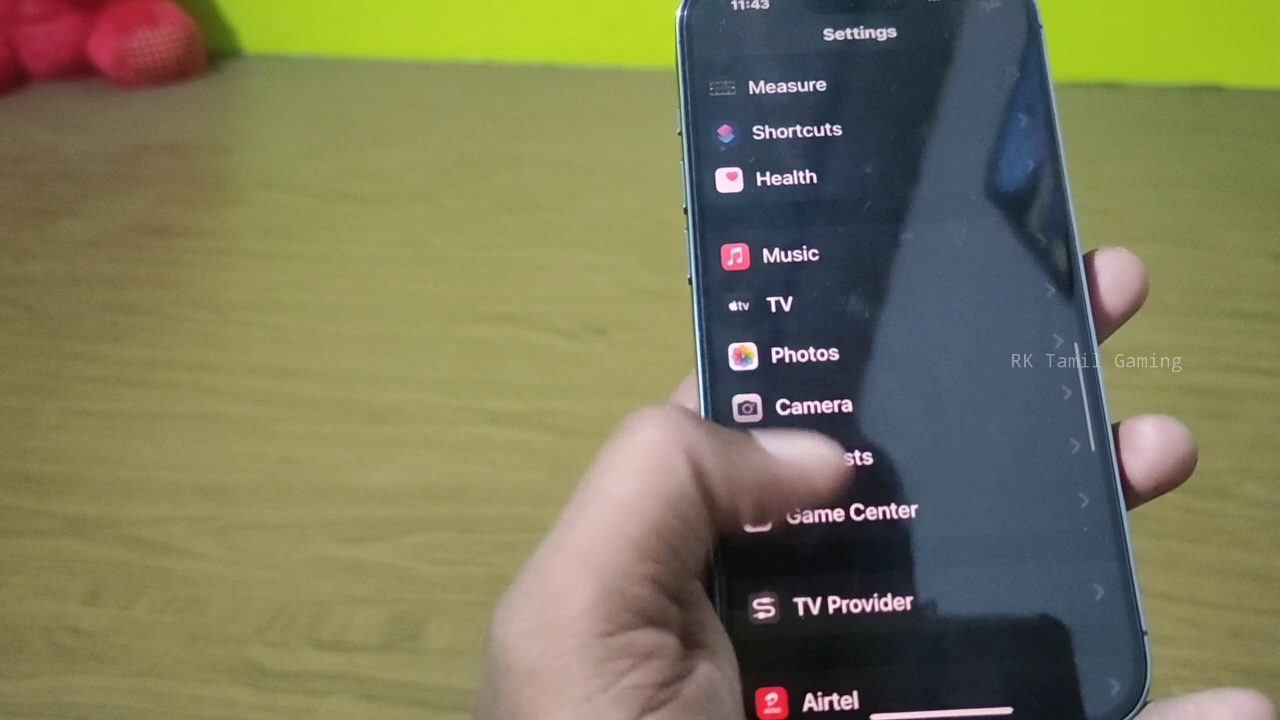 11:43
Settings
Measure
Shortcuts
Health
Music
tv TV
Photos
RK Tamil Gaming
Camera
sts
Game Center
TV Provider
Airtel